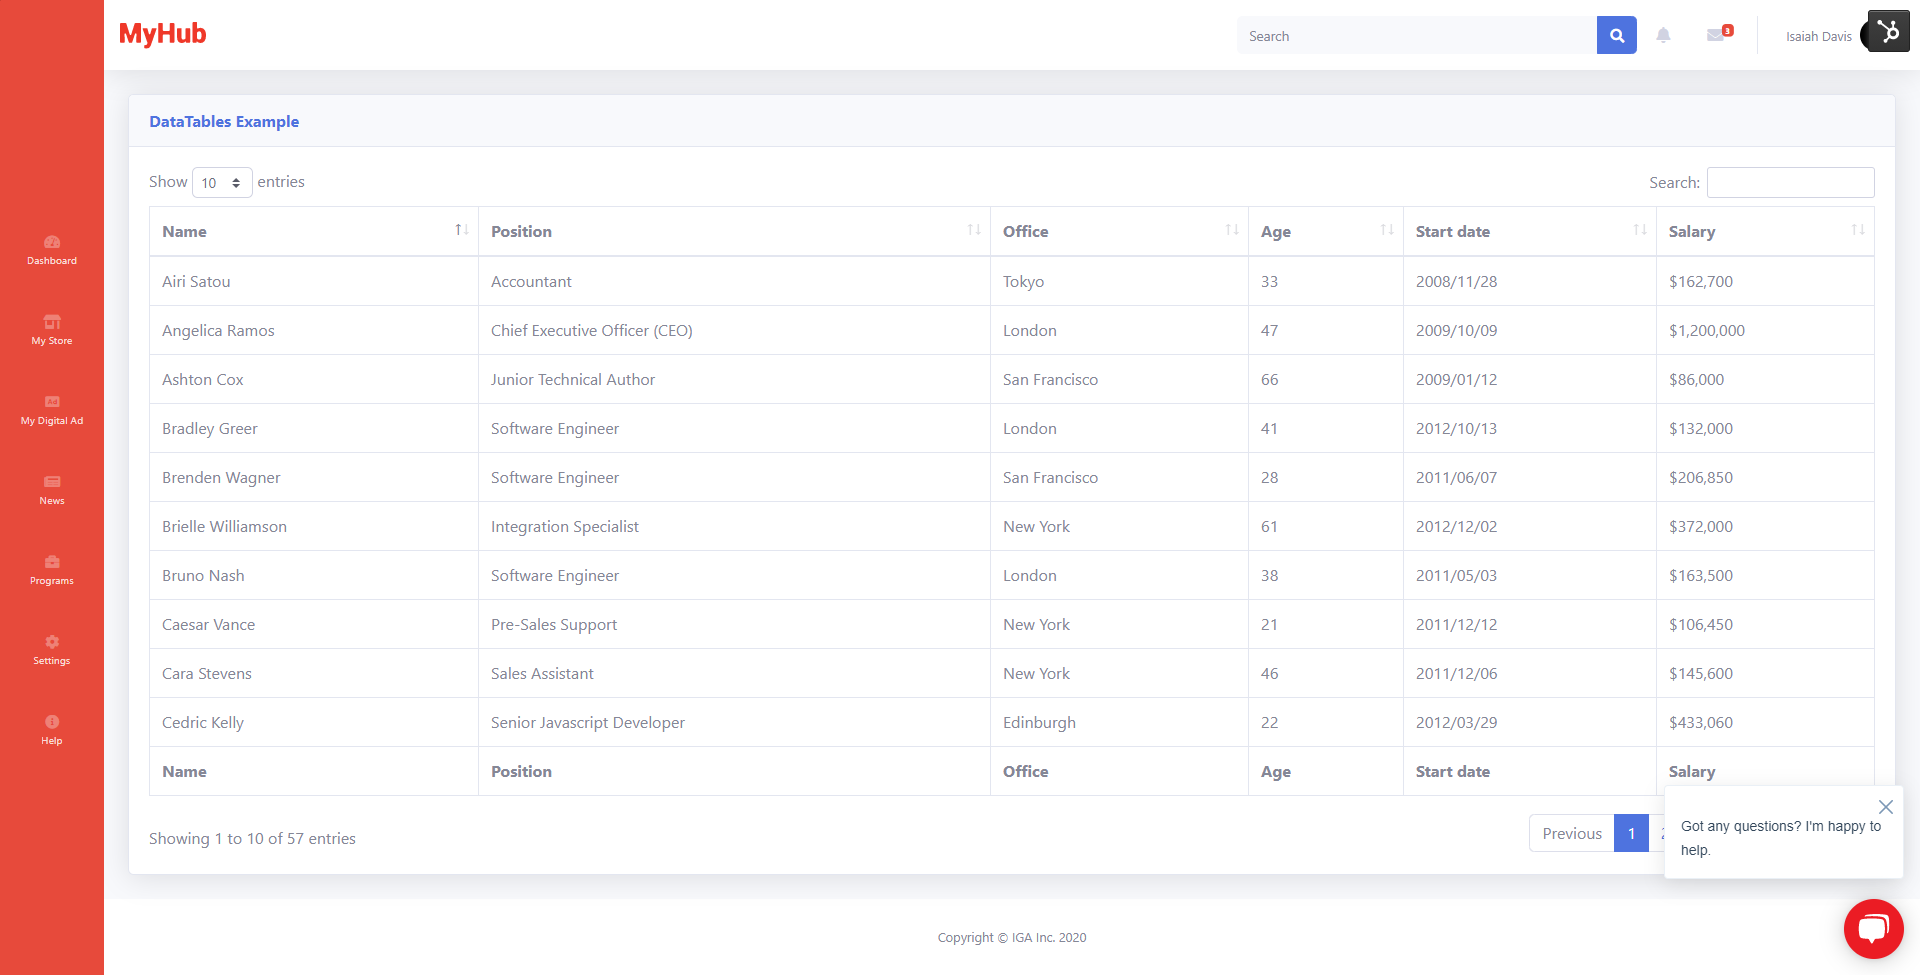 MyHub
Search
3
Isaiah Davis
Dashboard
My Store
Ad
My Digital Ad
News
Programs
Settings
Help
DataTables Example
Show 10 entries
Search:
Name Position Office Age Start date Salary
Airi Satou Accountant Tokyo 33 2008/11/28 $162,700
Angelica Ramos Chief Executive Officer (CEO) London 47 2009/10/09 $1,200,000
Ashton Cox Junior Technical Author San Francisco 66 2009/01/12 $86,000
Bradley Greer Software Engineer London 41 2012/10/13 $132,000
Brenden Wagner Software Engineer San Francisco 28 2011/06/07 $206,850
Brielle Williamson Integration Specialist New York 61 2012/12/02 $372,000
Bruno Nash Software Engineer London 38 2011/05/03 $163,500
Caesar Vance Pre-Sales Support New York 21 2011/12/12 $106,450
Cara Stevens Sales Assistant New York 46 2011/12/06 $145,600
Cedric Kelly Senior Javascript Developer Edinburgh 22 2012/03/29 $433,060
Name Position Office Age Start date Salary
Showing 1 to 10 of 57 entries
Previous 1
Got any questions? I'm happy to
help.
Copyright © IGA Inc. 2020